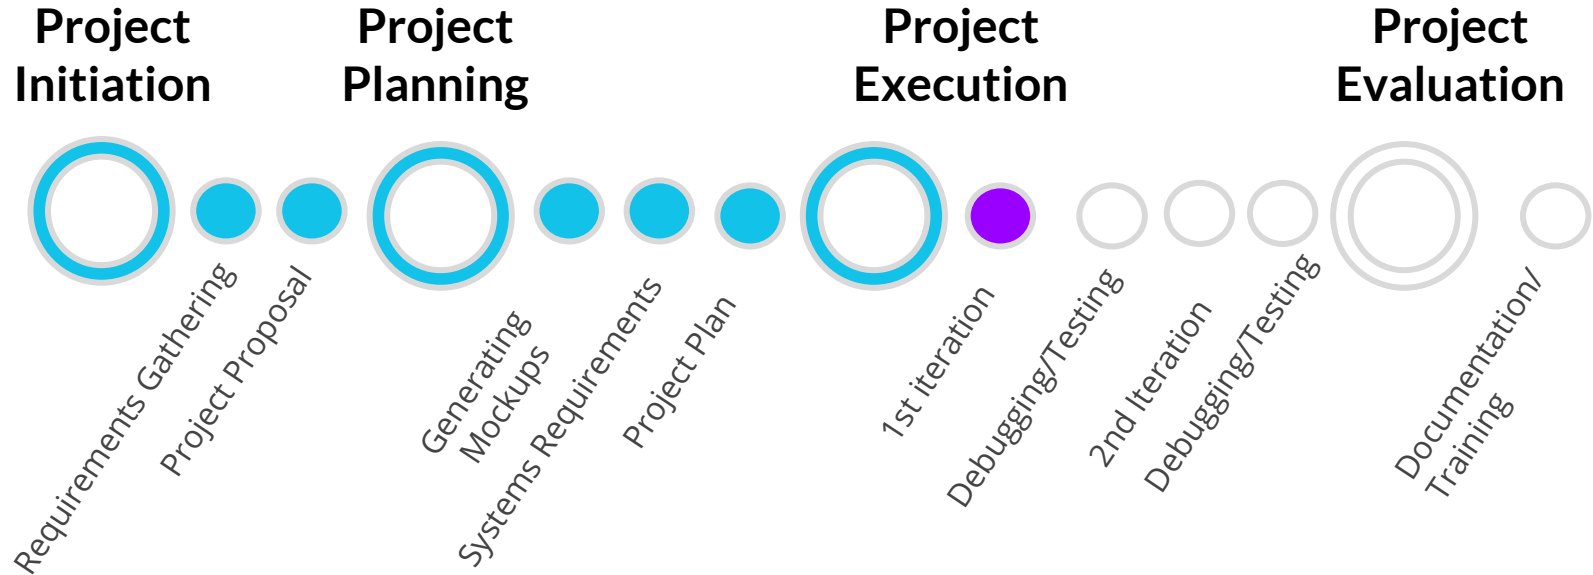 Project
Initiation
Project
Planning
Project
Execution
Project
Evaluation
Requirements Gathering
Project Proposal
Generating
Mockups
Systems Requirements
Project Plan
1st iteration
Debugging/Testing
2nd Iteration
Debugging/Testing
Documentation/
Training